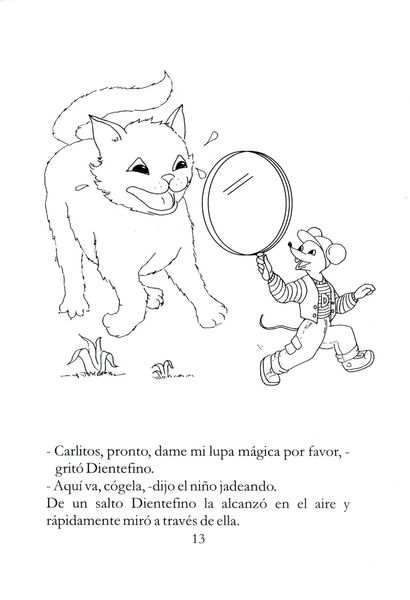 D
- Carlitos, pronto, dame mi lupa mágica por favor, -
gritó Dientefino.
- Aquí va, cógela, -dijo el niño jadeando.
De un salto Dientefino la alcanzó en el aire y
rápidamente miró a través de ella.
13